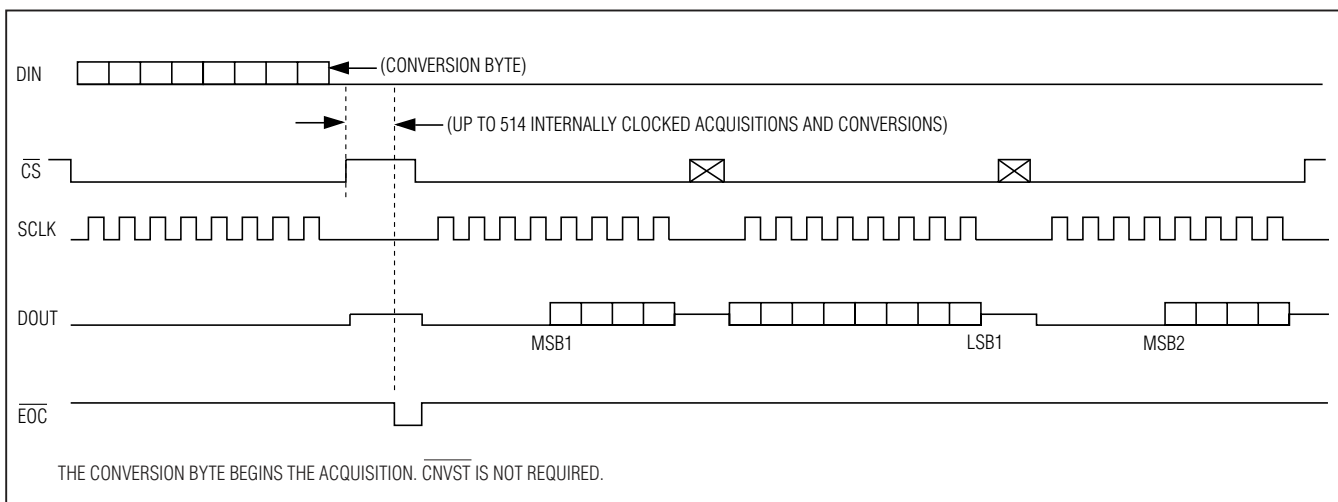 DIN
(CONVERSION BYTE)
(UP TO 514 INTERNALLY CLOCKED ACQUISITIONS AND CONVERSIONS)
CS
SCLK
DOUT
MSB1
LSB1
MSB2
EOC
THE CONVERSION BYTE BEGINS THE ACQUISITION. CNVST IS NOT REQUIRED.